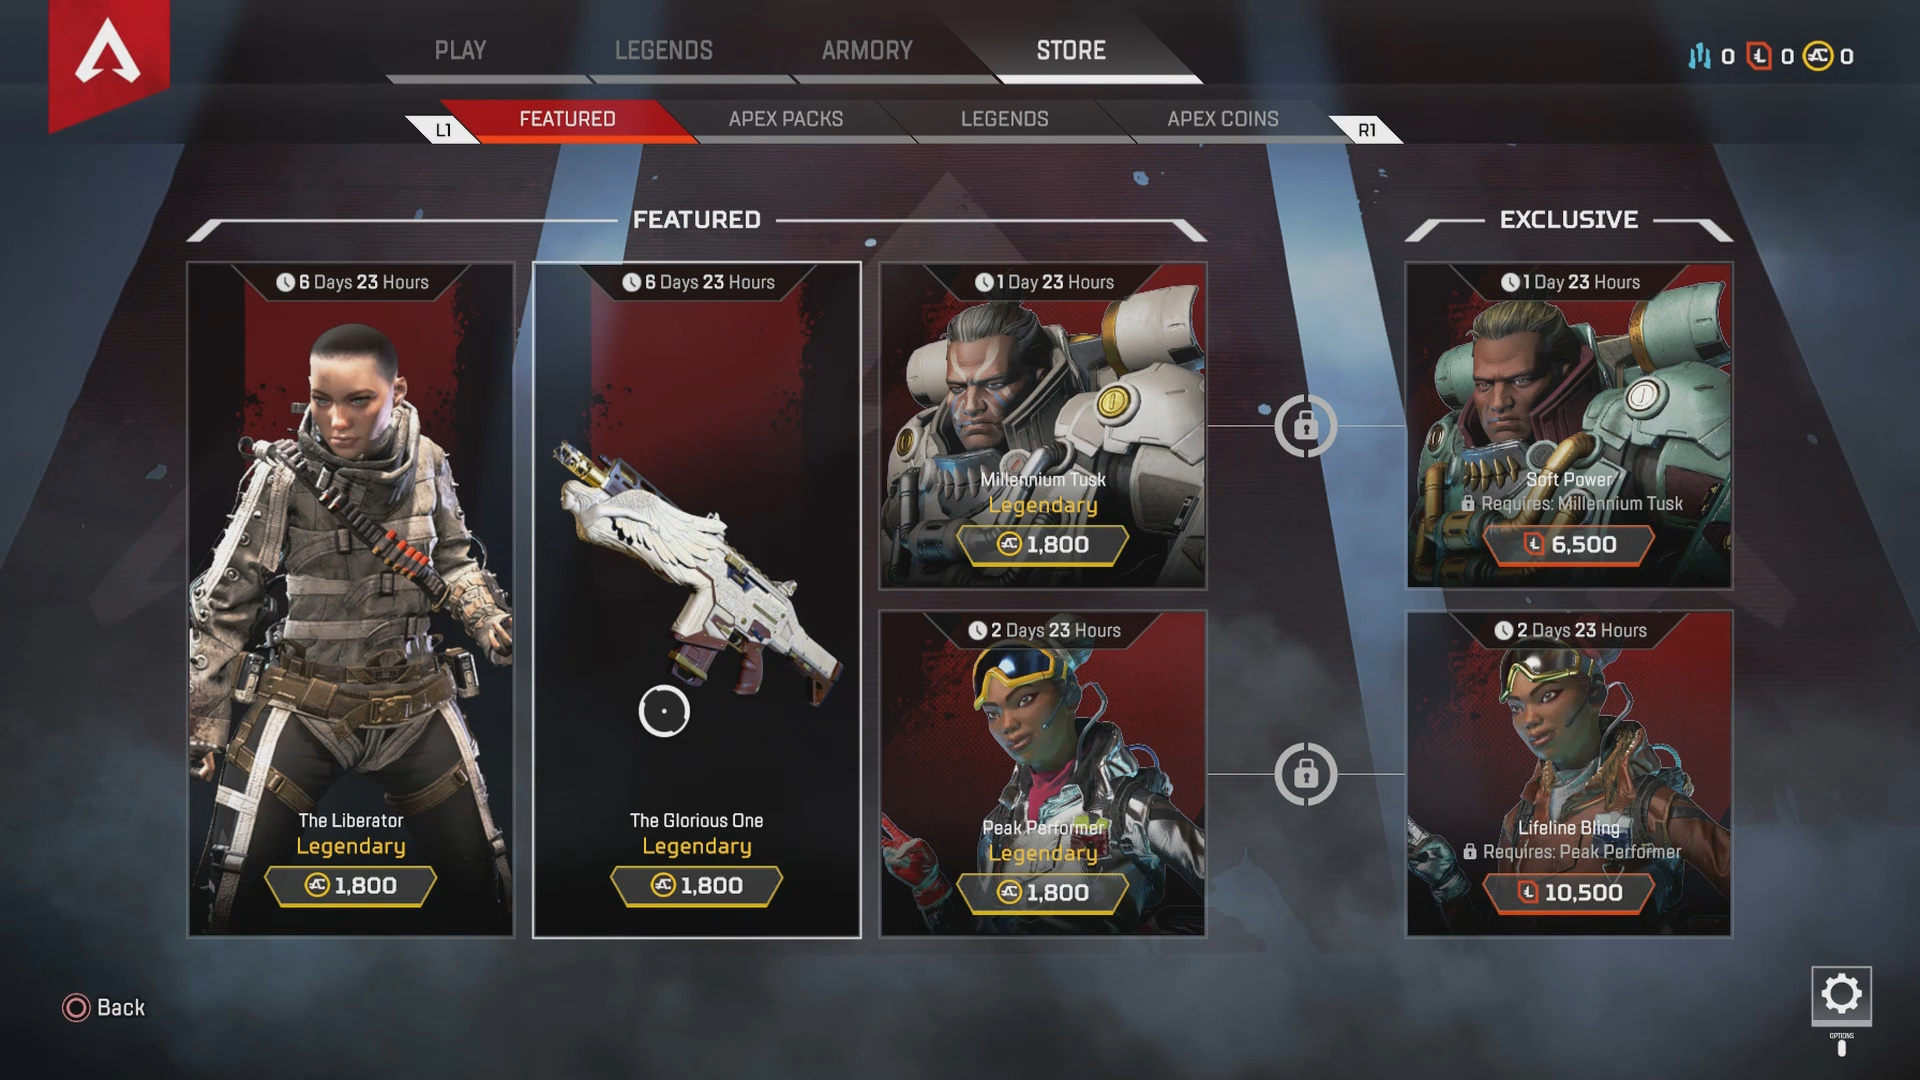 PLAY
LEGENDS
ARMORY
STORE
0
0
0
L1
FEATURED
APEX PACKS
LEGENDS
APEX COINS
R1
FEATURED
EXCLUSIVE
6 Days 23 Hours
6 Days 23 Hours
1 Day 23 Hours
1 Day 23 Hours
Millennium Tusk
Legendary
1,800
Soft Power
Requires: Millennium Tusk
6,500
2 Days 23 Hours
2 Days 23 Hours
The Liberator
Legendary
1,800
The Glorious One
Legendary
1,800
Peak Performer
Legendary
1,800
Lifeline Bling
Requires: Peak Performer
10,500
Back
OPTIONS